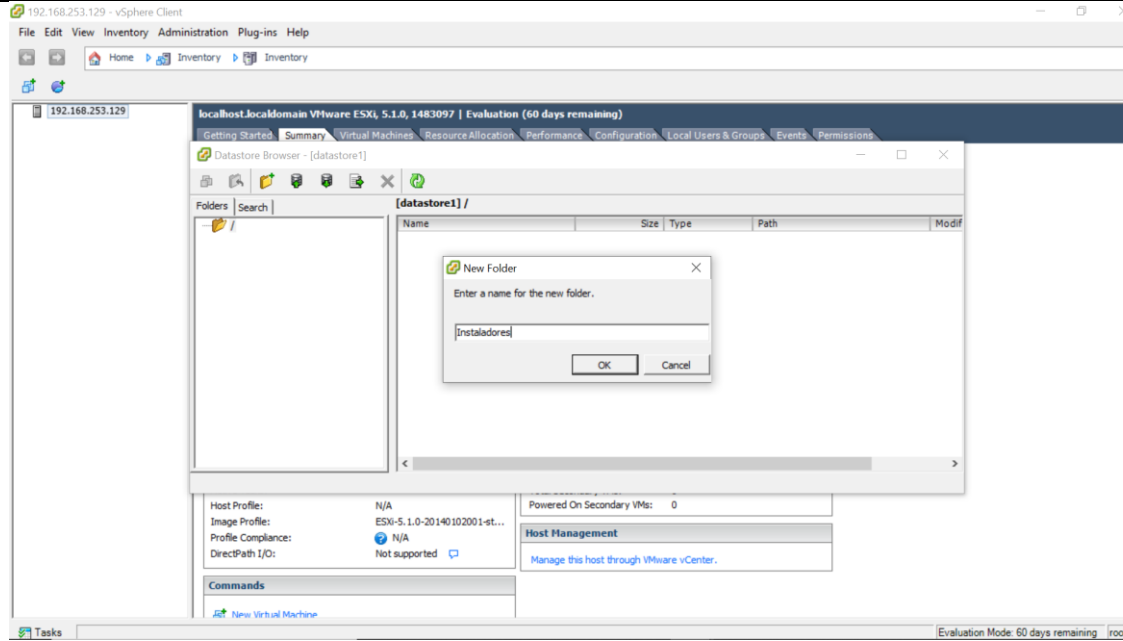 192.168.253.129 - vSphere Client
File Edit View Inventory Administration Plug-ins Help
Home Inventory Inventory
192.168.253.129
localhost.localdomain VMware ESXi, 5.1.0, 1483097 | Evaluation (60 days remaining)
Getting Started Summary Virtual Machines Resource Allocation Performance Configuration Local Users & Groups Events Permissions
Datastore Browser - [datastore1]
Folders Search
[datastore1] /
/
Name Size Type Path Modif
New Folder
Enter a name for the new folder.
Instaladores
OK Cancel
Host Profile: N/A
Image Profile: ESXi-5.1.0-20140102001-st...
Profile Compliance: N/A
DirectPath I/O: Not supported
Powered On Secondary VMs: 0
Host Management
Manage this host through VMware vCenter.
Commands
New Virtual Machine
Tasks
Evaluation Mode: 60 days remaining roo